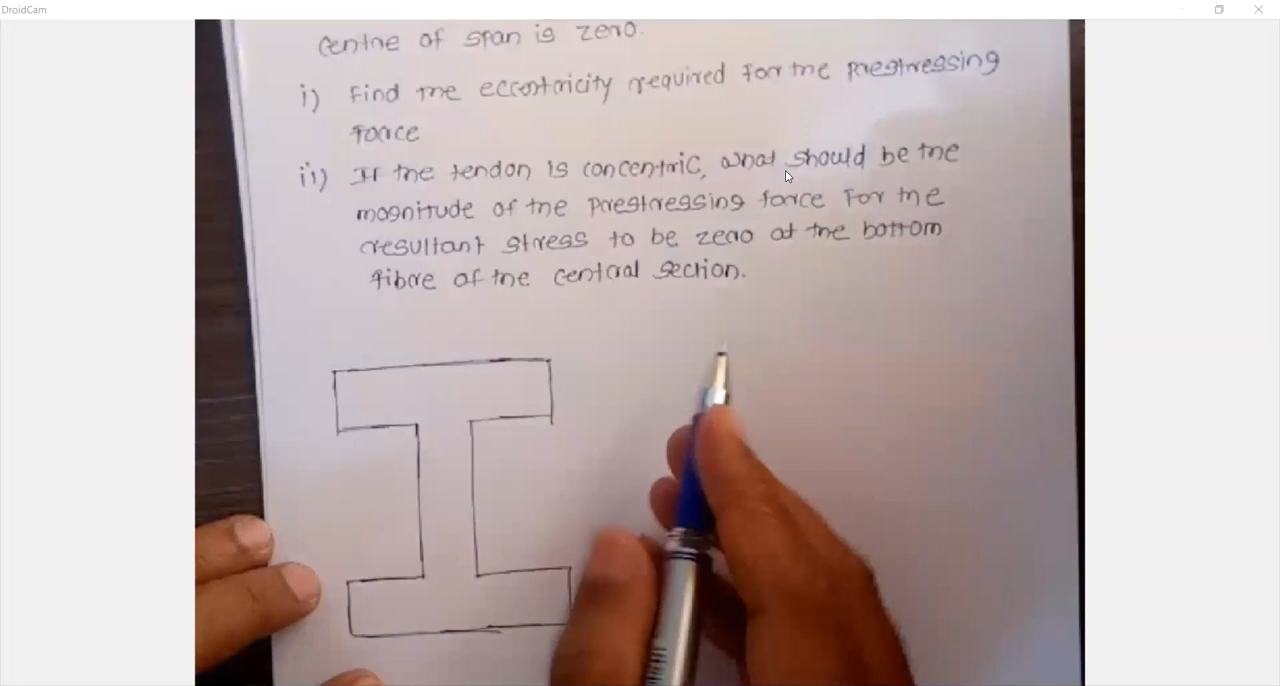 DroidCam
centre of span is zero.
i) Find the eccentricity required for the prestressing
force
ii) If the tendon is concentric, what should be the
magnitude of the prestressing force for the
resultant stress to be zero at the bottom
fibre of the central section.